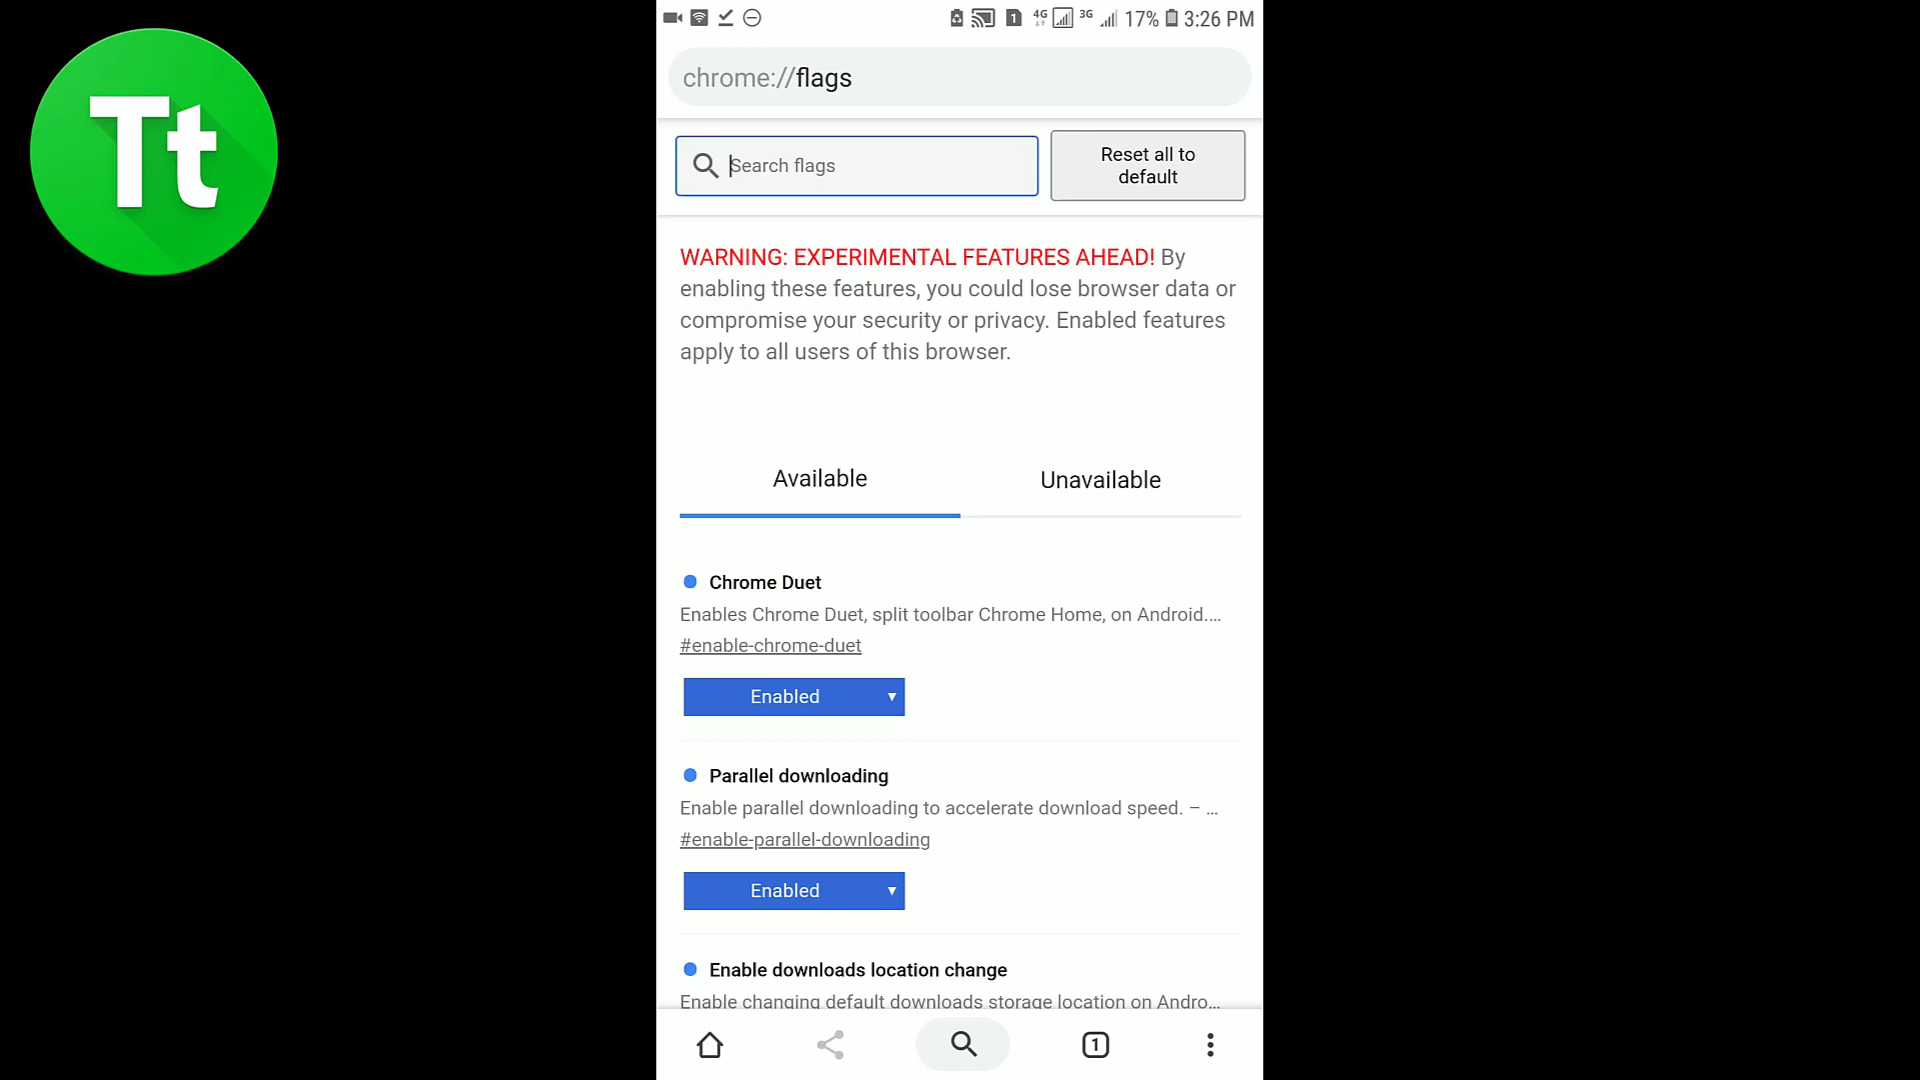 Tt
1 4G 3G 17% 3:26 PM
chrome://flags
Search flags
Reset all to
default
WARNING: EXPERIMENTAL FEATURES AHEAD! By
enabling these features, you could lose browser data or
compromise your security or privacy. Enabled features
apply to all users of this browser.
Available
Unavailable
Chrome Duet
Enables Chrome Duet, split toolbar Chrome Home, on Android....
#enable-chrome-duet
Enabled
Parallel downloading
Enable parallel downloading to accelerate download speed. – ...
#enable-parallel-downloading
Enabled
Enable downloads location change
Enable changing default downloads storage location on Andro...
1